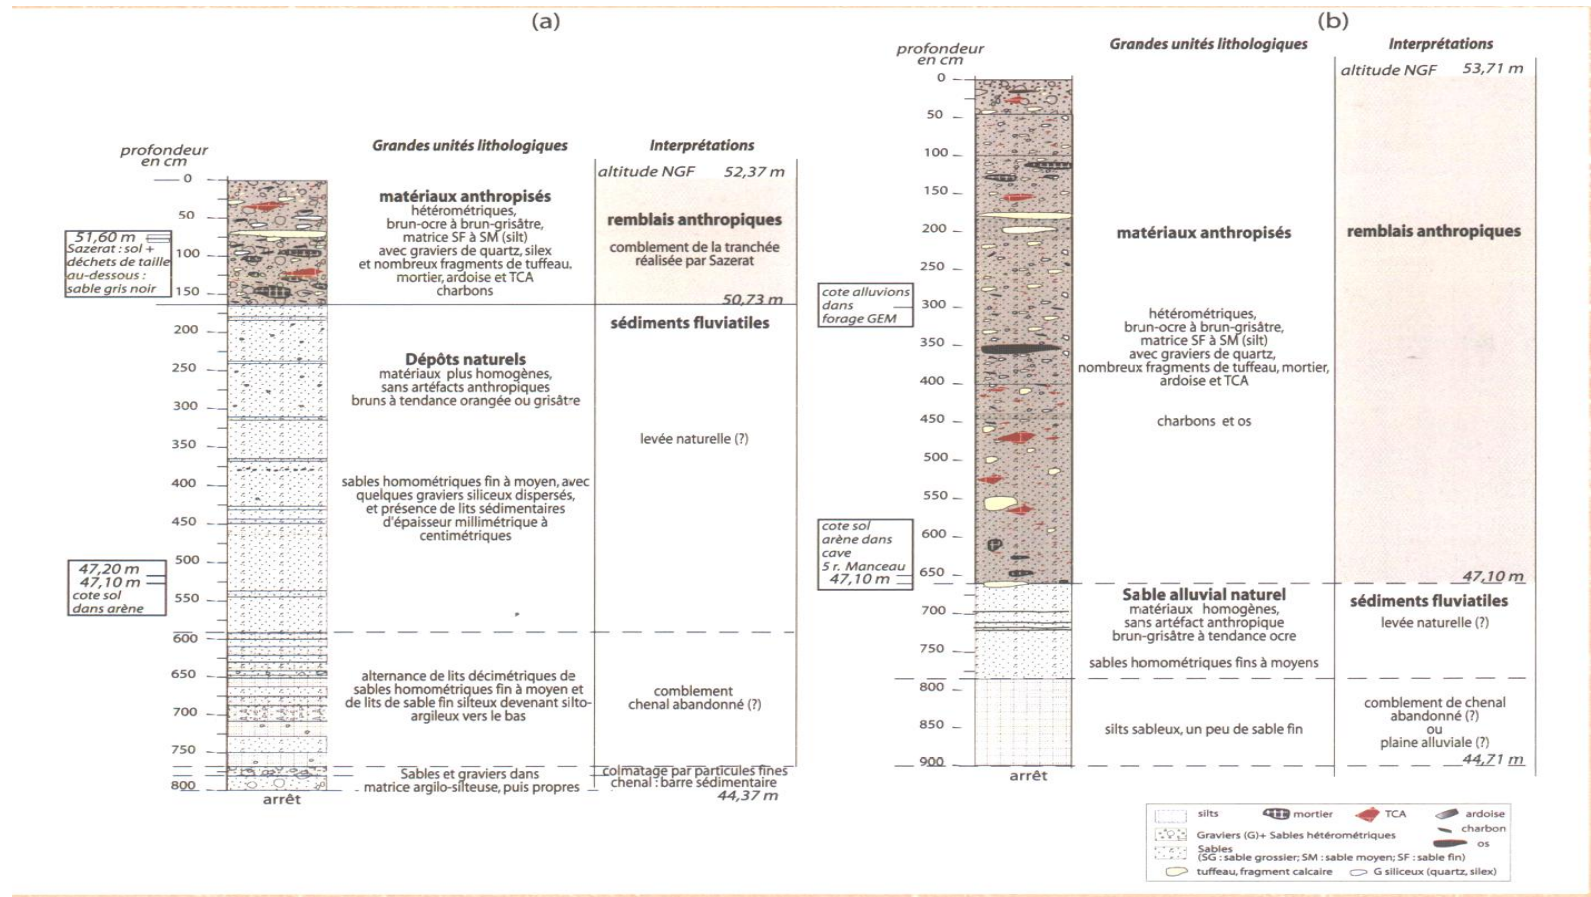 (a)
profondeur
en cm
Grandes unités lithologiques
Interprétations
altitude NGF 52,37 m
0
50
100
150
200
250
300
350
400
450
500
550
600
650
700
750
800
arrêt
51,60 m
Sazerat : sol +
déchets de taille
au-dessous :
sable gris noir
47,20 m
47,10 m
cote sol
dans arène
matériaux anthropisés
hétérométriques,
brun-ocre à brun-grisâtre,
matrice SF à SM (silt)
avec graviers de quartz, silex
et nombreux fragments de tuffeau.
mortier, ardoise et TCA
charbons
remblais anthropiques
comblement de la tranchée
réalisée par Sazerat
50,73 m
sédiments fluviatiles
Dépôts naturels
matériaux plus homogènes,
sans artéfacts anthropiques
bruns à tendance orangée ou grisâtre
levée naturelle (?)
sables homométriques fin à moyen, avec
quelques graviers siliceux dispersés,
et présence de lits sédimentaires
d'épaisseur millimétrique à
centimétriques
alternance de lits décimétriques de
sables homométriques fin à moyen et
de lits de sable fin silteux devenant silto-
argileux vers le bas
comblement
chenal abandonné (?)
Sables et graviers dans
matrice argilo-silteuse, puis propres
colmatage par particules fines
chenal : barre sédimentaire
44,37 m
(b)
profondeur
en cm
Grandes unités lithologiques
Interprétations
altitude NGF 53,71 m
0
50
100
150
200
250
300
350
400
450
500
550
600
650
700
750
800
850
900
arrêt
cote alluvions
dans
forage GEM
cote sol
arène dans
cave
5 r. Manceau
47,10 m
matériaux anthropisés
remblais anthropiques
hétérométriques,
brun-ocre à brun-grisâtre,
matrice SF à SM (silt)
avec graviers de quartz,
nombreux fragments de tuffeau, mortier,
ardoise et TCA
charbons et os
47,10 m
Sable alluvial naturel
matériaux homogènes,
sans artéfact anthropique
brun-grisâtre à tendance ocre
sables homométriques fins à moyens
sédiments fluviatiles
levée naturelle (?)
silts sableux, un peu de sable fin
comblement de chenal
abandonné (?)
ou
plaine alluviale (?)
44,71 m
silts mortier TCA ardoise
charbon
Graviers (G)+ Sables hétérométriques
os
Sables
(SG : sable grossier; SM : sable moyen; SF : sable fin)
tuffeau, fragment calcaire G siliceux (quartz, silex)